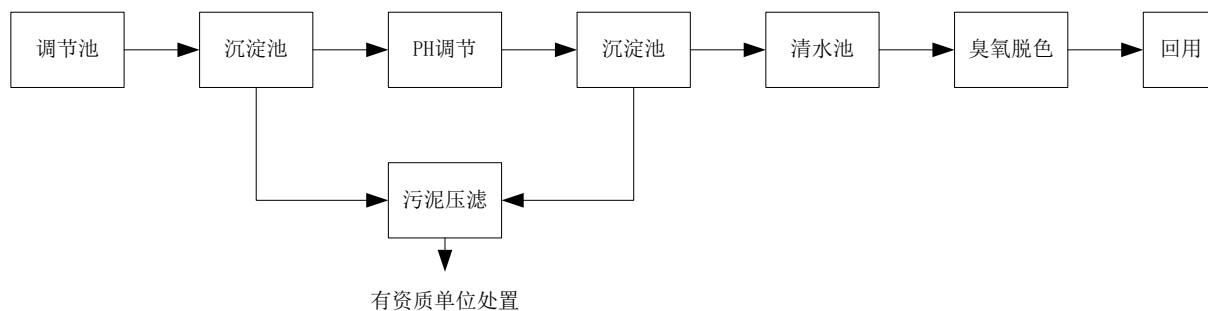 调节池
沉淀池
PH调节
沉淀池
清水池
臭氧脱色
回用
污泥压滤
有资质单位处置